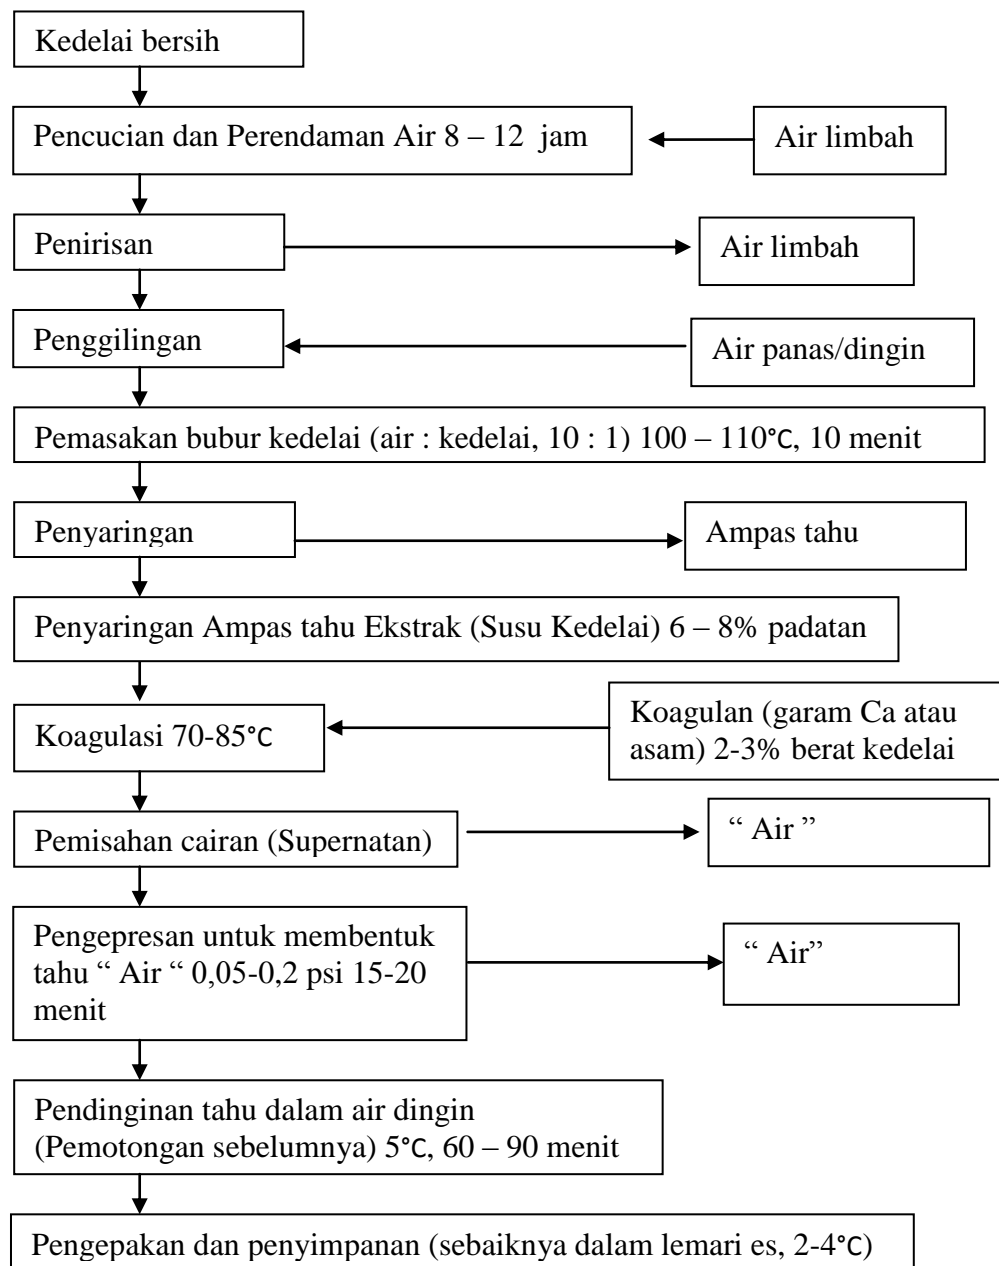 Kedelai bersih
Pencucian dan Perendaman Air 8 – 12 jam
Air limbah
Penirisan
Air limbah
Penggilingan
Air panas/dingin
Pemasakan bubur kedelai (air : kedelai, 10 : 1) 100 – 110°C, 10 menit
Penyaringan
Ampas tahu
Penyaringan Ampas tahu Ekstrak (Susu Kedelai) 6 – 8% padatan
Koagulasi 70-85°C
Koagulan (garam Ca atau
asam) 2-3% berat kedelai
Pemisahan cairan (Supernatan)
“ Air ”
Pengepresan untuk membentuk
tahu “ Air “ 0,05-0,2 psi 15-20
menit
“ Air”
Pendinginan tahu dalam air dingin
(Pemotongan sebelumnya) 5°C, 60 – 90 menit
Pengepakan dan penyimpanan (sebaiknya dalam lemari es, 2-4°C)